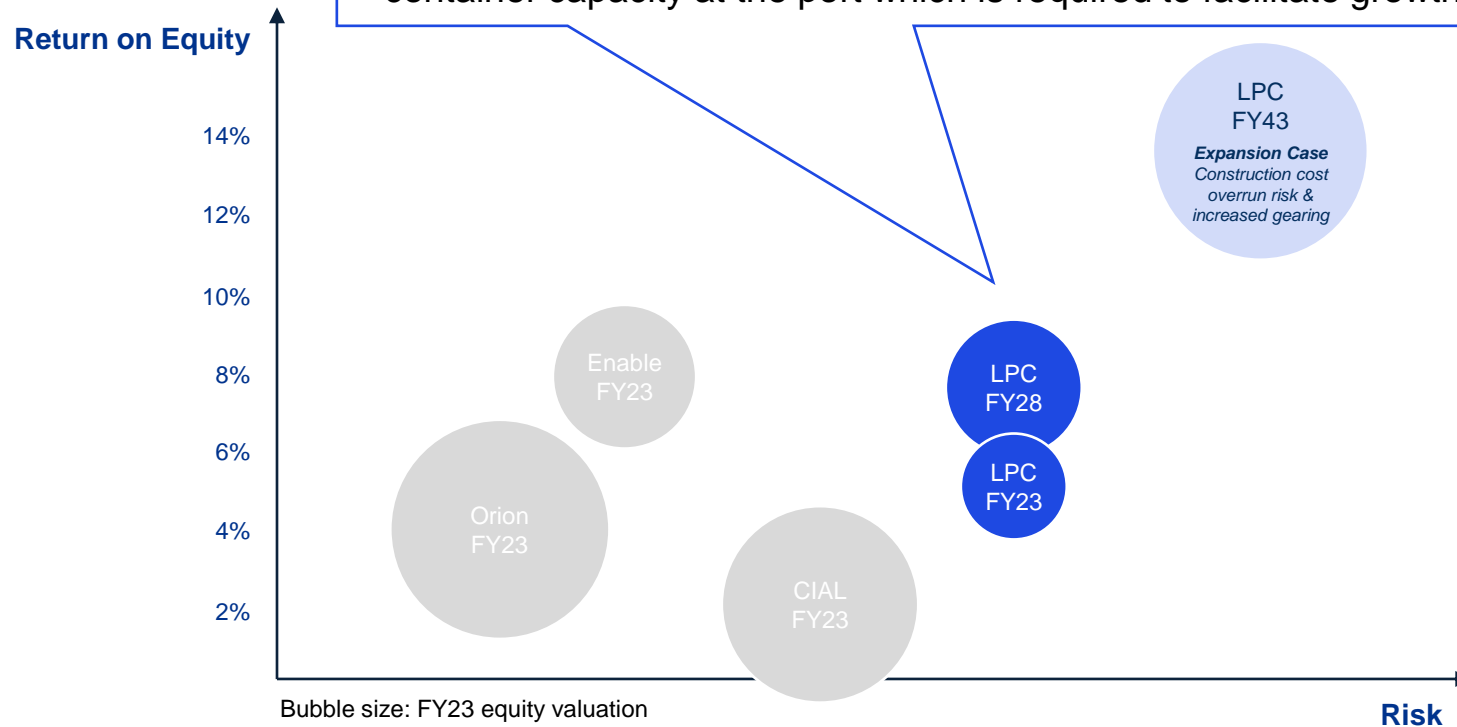 container capacity at the port which is required to facilitate growth
Return on Equity
14%
12%
10%
8%
6%
4%
2%
LPC
FY43
Expansion Case
Construction cost
overrun risk &
increased gearing
Enable
FY23
LPC
FY28
LPC
FY23
Orion
FY23
CIAL
FY23
Bubble size: FY23 equity valuation
Risk